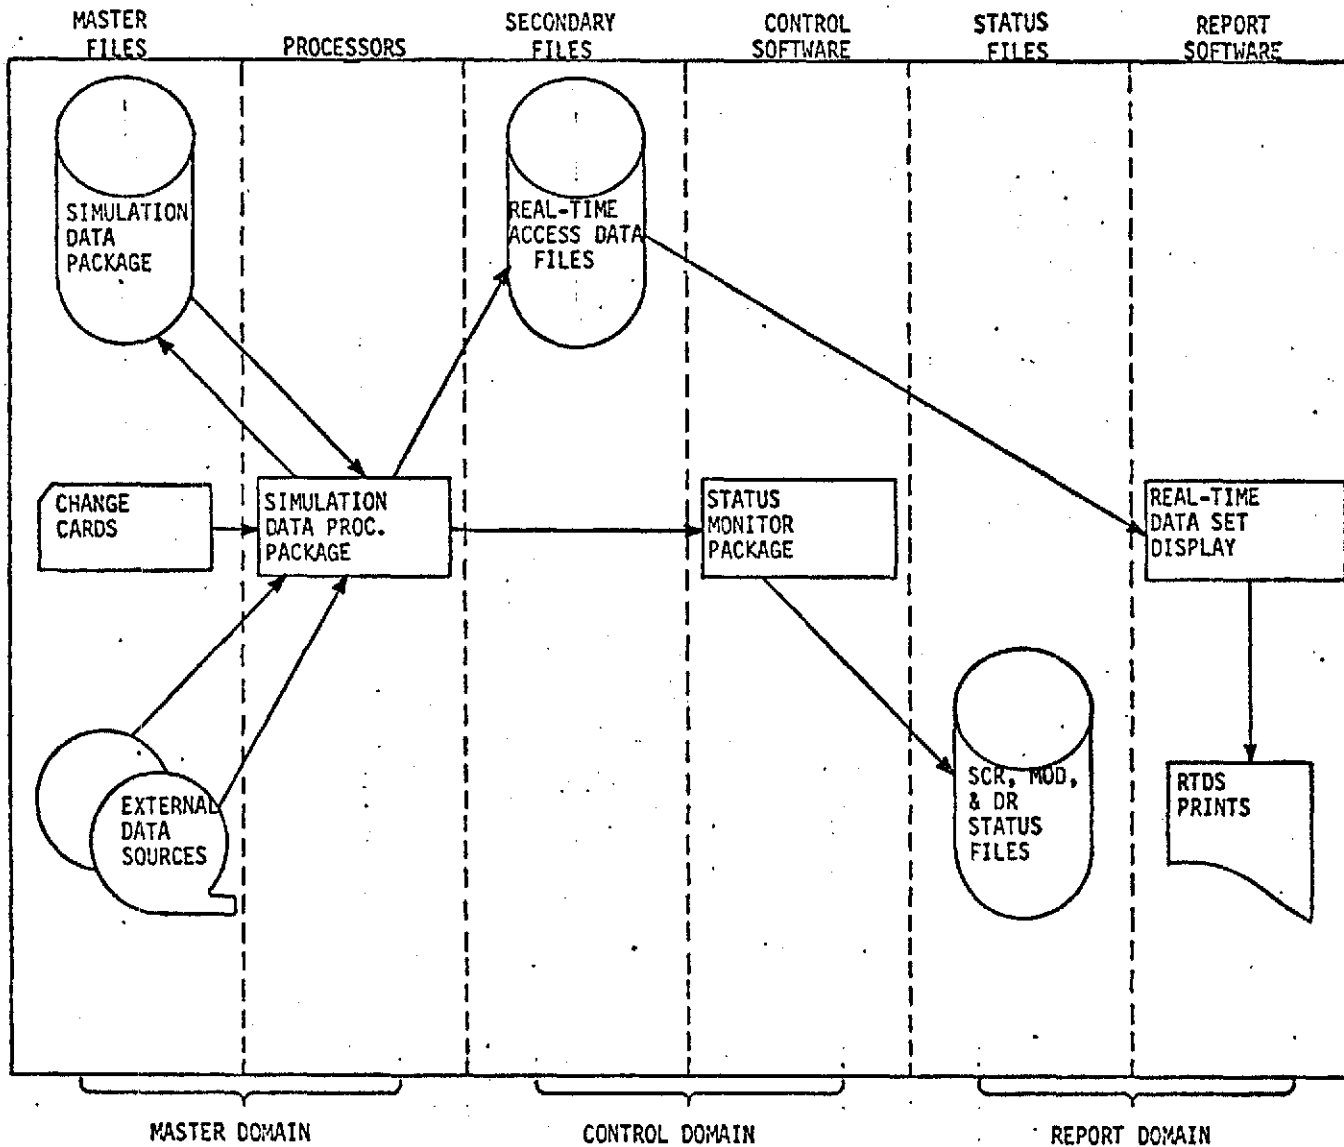 MASTER
FILES
PROCESSORS
SECONDARY
FILES
CONTROL
SOFTWARE
STATUS
FILES
REPORT
SOFTWARE
SIMULATION
DATA
PACKAGE
REAL-TIME
ACCESS DATA
FILES
CHANGE
CARDS
SIMULATION
DATA PROC.
PACKAGE
STATUS
MONITOR
PACKAGE
REAL-TIME
DATA SET
DISPLAY
EXTERNAL
DATA
SOURCES
SCR, MOD,
& DR
STATUS
FILES
RTDS
PRINTS
MASTER DOMAIN
CONTROL DOMAIN
REPORT DOMAIN